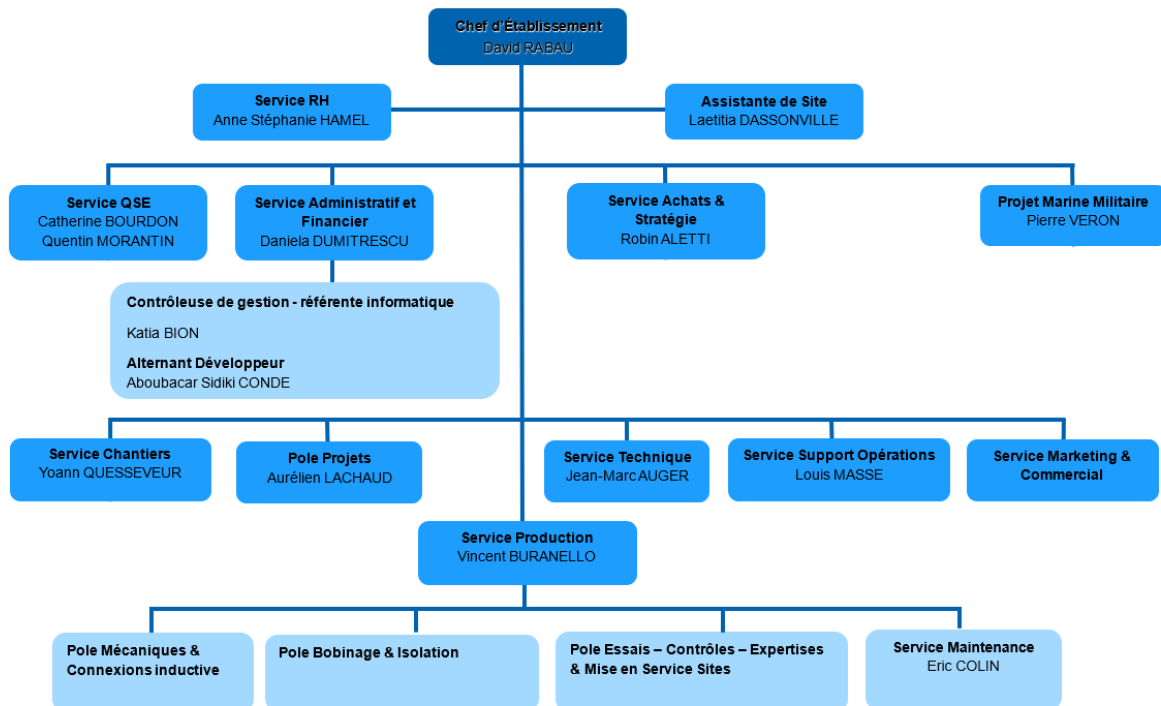 Chef d'Établissement
David RABAU
Service RH
Anne Stéphanie HAMEL
Assistante de Site
Laetitia DASSONVILLE
Service QSE
Catherine BOURDON
Quentin MORANTIN
Service Administratif et
Financier
Daniela DUMITRESCU
Service Achats &
Stratégie
Robin ALETTI
Projet Marine Militaire
Pierre VERON
Contrôleuse de gestion - référente informatique
Katia BION
Alternant Développeur
Aboubacar Sidiki CONDE
Service Chantiers
Yoann QUESSEVEUR
Pole Projets
Aurélien LACHAUD
Service Technique
Jean-Marc AUGER
Service Support Opérations
Louis MASSE
Service Marketing &
Commercial
Service Production
Vincent BURANELLO
Pole Mécaniques &
Connexions inductive
Pole Bobinage & Isolation
Pole Essais – Contrôles – Expertises
& Mise en Service Sites
Service Maintenance
Eric COLIN